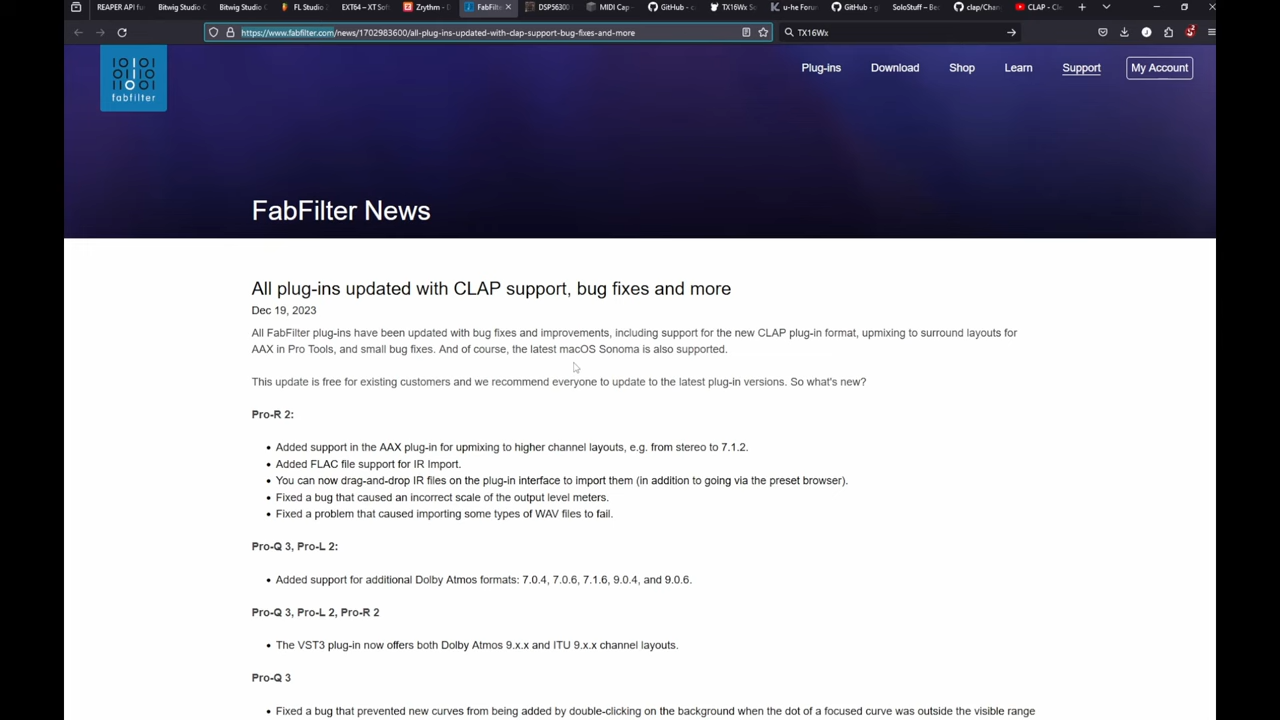 REAPER API fu
Bitwig Studio
Bitwig Studio
FL Studio
EXT64 – XT Soft
Zrythm -
FabFilte
DSP56300
MIDI Cap -
GitHub -
TX16Wx S
u-he Foru
GitHub -
SoloStuff – Be
clap/Chan
CLAP - Cle
https://www.fabfilter.com/news/1702983600/all-plug-ins-updated-with-clap-support-bug-fixes-and-more
TX16Wx
fabfilter
Plug-ins
Download
Shop
Learn
Support
My Account
FabFilter News
All plug-ins updated with CLAP support, bug fixes and more
Dec 19, 2023
All FabFilter plug-ins have been updated with bug fixes and improvements, including support for the new CLAP plug-in format, upmixing to surround layouts for
AAX in Pro Tools, and small bug fixes. And of course, the latest macOS Sonoma is also supported.
This update is free for existing customers and we recommend everyone to update to the latest plug-in versions. So what's new?
Pro-R 2:
• Added support in the AAX plug-in for upmixing to higher channel layouts, e.g. from stereo to 7.1.2.
• Added FLAC file support for IR Import.
• You can now drag-and-drop IR files on the plug-in interface to import them (in addition to going via the preset browser).
• Fixed a bug that caused an incorrect scale of the output level meters.
• Fixed a problem that caused importing some types of WAV files to fail.
Pro-Q 3, Pro-L 2:
• Added support for additional Dolby Atmos formats: 7.0.4, 7.0.6, 7.1.6, 9.0.4, and 9.0.6.
Pro-Q 3, Pro-L 2, Pro-R 2
• The VST3 plug-in now offers both Dolby Atmos 9.x.x and ITU 9.x.x channel layouts.
Pro-Q 3
• Fixed a bug that prevented new curves from being added by double-clicking on the background when the dot of a focused curve was outside the visible range